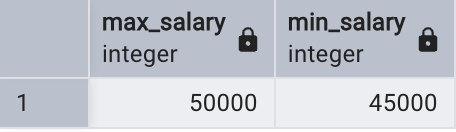 max_salary min_salary
integer integer
1 50000 45000